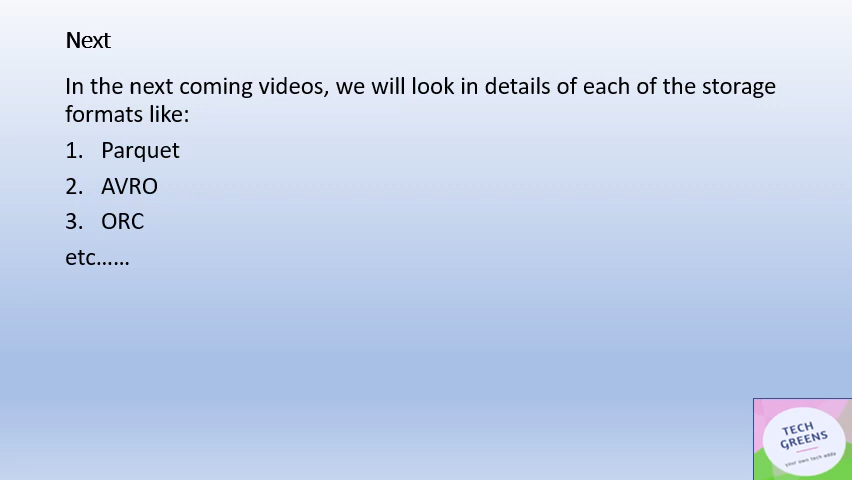 Next
In the next coming videos, we will look in details of each of the storage
formats like:
1. Parquet
2. AVRO
3. ORC
etc......
TECH
GREENS
your own tech adda